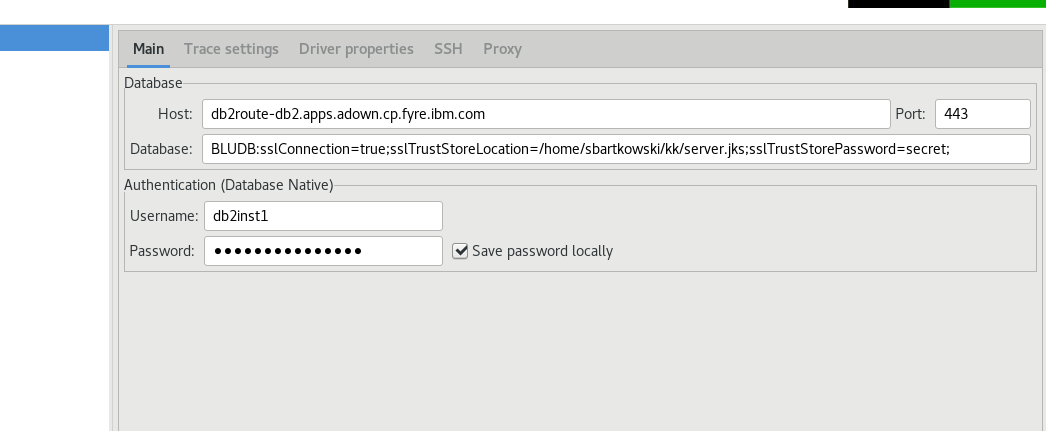 Main Trace settings Driver properties SSH Proxy
Database
Host: db2route-db2.apps.adown.cp.fyre.ibm.com Port: 443
Database: BLUDB:sslConnection=true;sslTrustStoreLocation=/home/sbartkowski/kk/server.jks;sslTrustStorePassword=secret;
Authentication (Database Native)
Username: db2inst1
Password: ●●●●●●●●●●●●●●● Save password locally